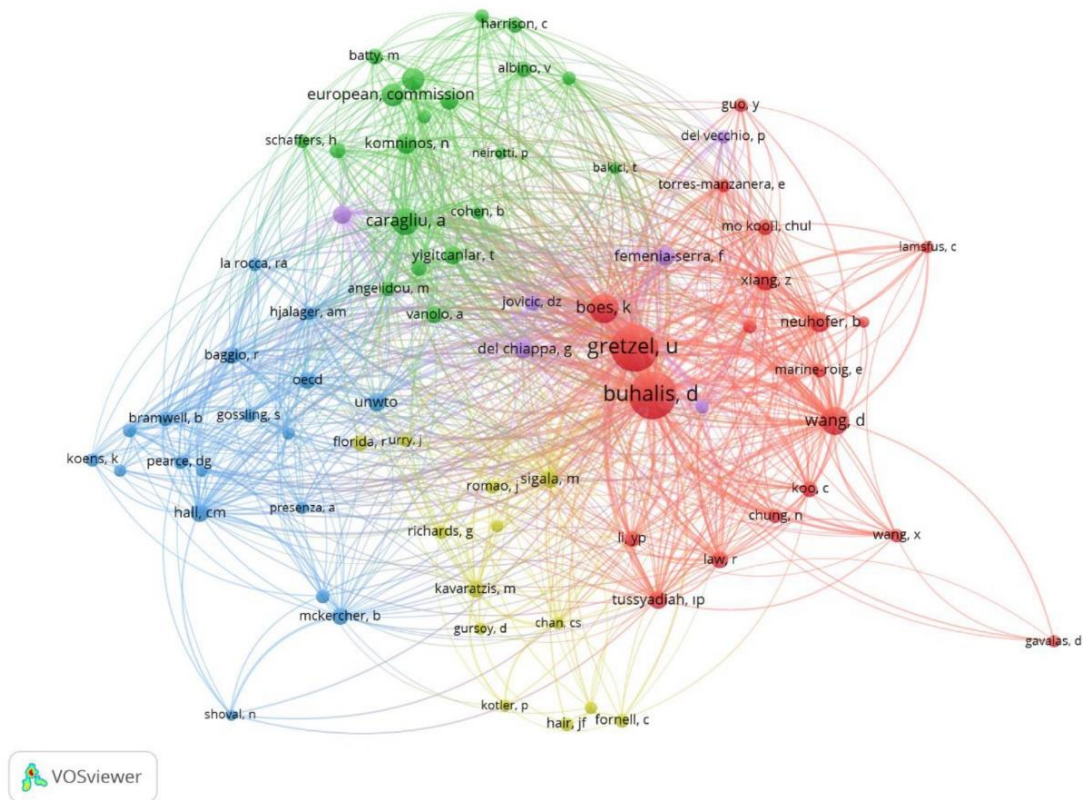 harrison, c
batty, m
albino, v
european, commission
guo, y
del vecchio, p
schaffers, h
komninos, n
neirotti, p
bakici, t
torres-manzanera, e
caragliu, a
cohen, b
mo kooll, chul
lamsfus, c
yigitcanlar, t
femenia-serra, f
la rocca, ra
xiang, z
angelidou, m
jovicic, dz
boes, k
hjalager, am
vanolo, a
neuhofer, b
gretzel, u
del chiappa, g
baggio, r
marine-roig, e
oecd
buhalis, d
unwto
bramwell, b
gossling, s
wang, d
florida, r
urry, j
koens, k
pearce, dg
sigala, m
romao, j
koo, c
hall, cm
presenza, a
chung, n
richards, g
li, yp
wang, x
law, r
kavaratzis, m
tussyadiah, ip
mckercher, b
gursoy, d
chan, cs
gavalas, d
shoval, n
kotler, p
hair, jf
fornell, c
VOSviewer